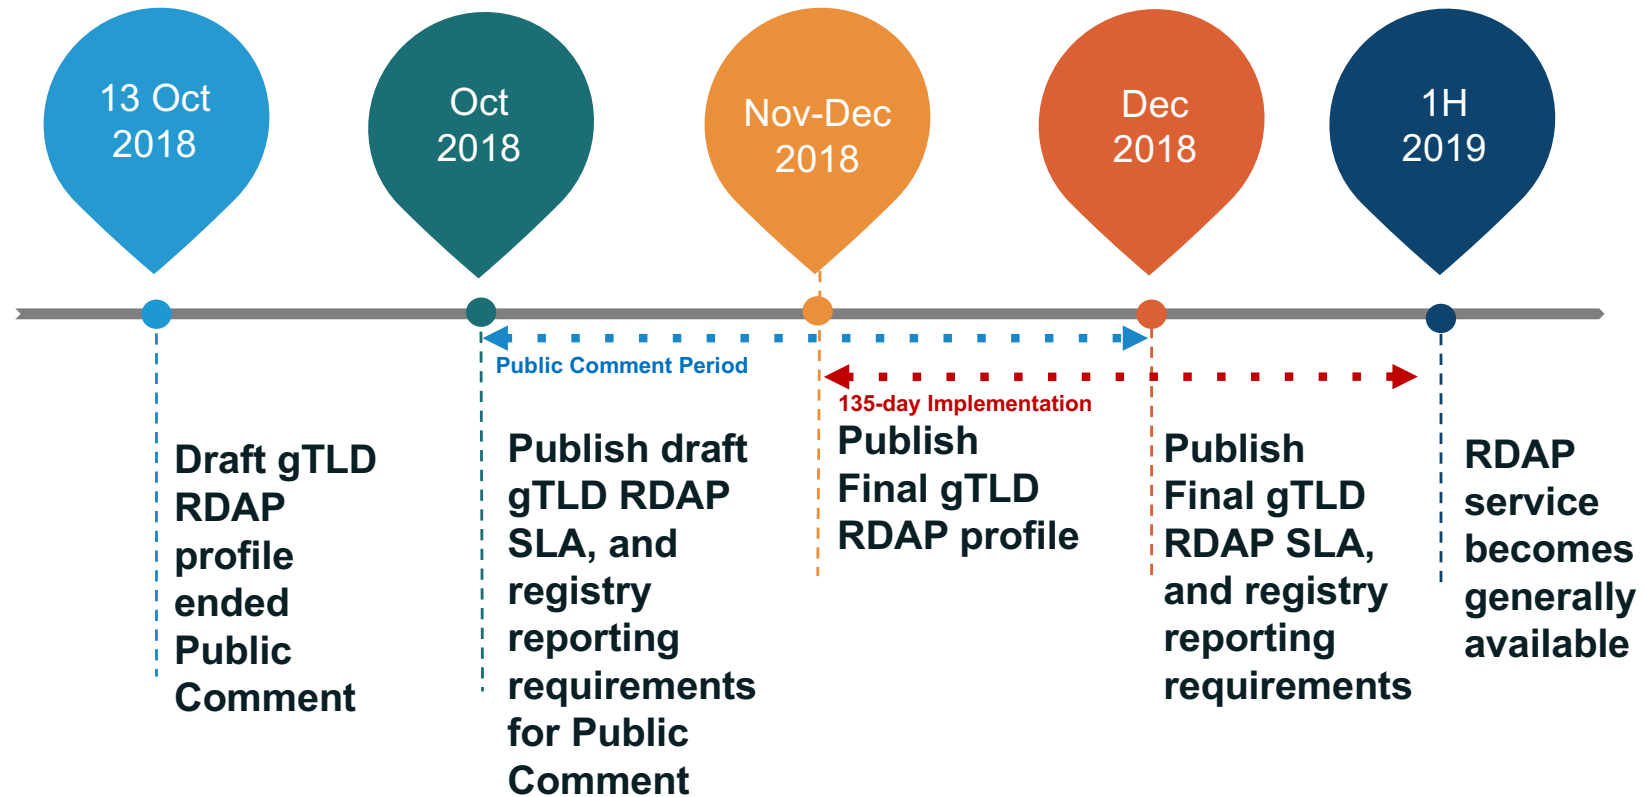 13 Oct
2018
Oct
2018
Nov-Dec
2018
Dec
2018
1H
2019
Public Comment Period
135-day Implementation
Draft gTLD
RDAP
profile
ended
Public
Comment
Publish draft
gTLD RDAP
SLA, and
registry
reporting
requirements
for Public
Comment
Publish
Final gTLD
RDAP profile
Publish
Final gTLD
RDAP SLA,
and registry
reporting
requirements
RDAP
service
becomes
generally
available